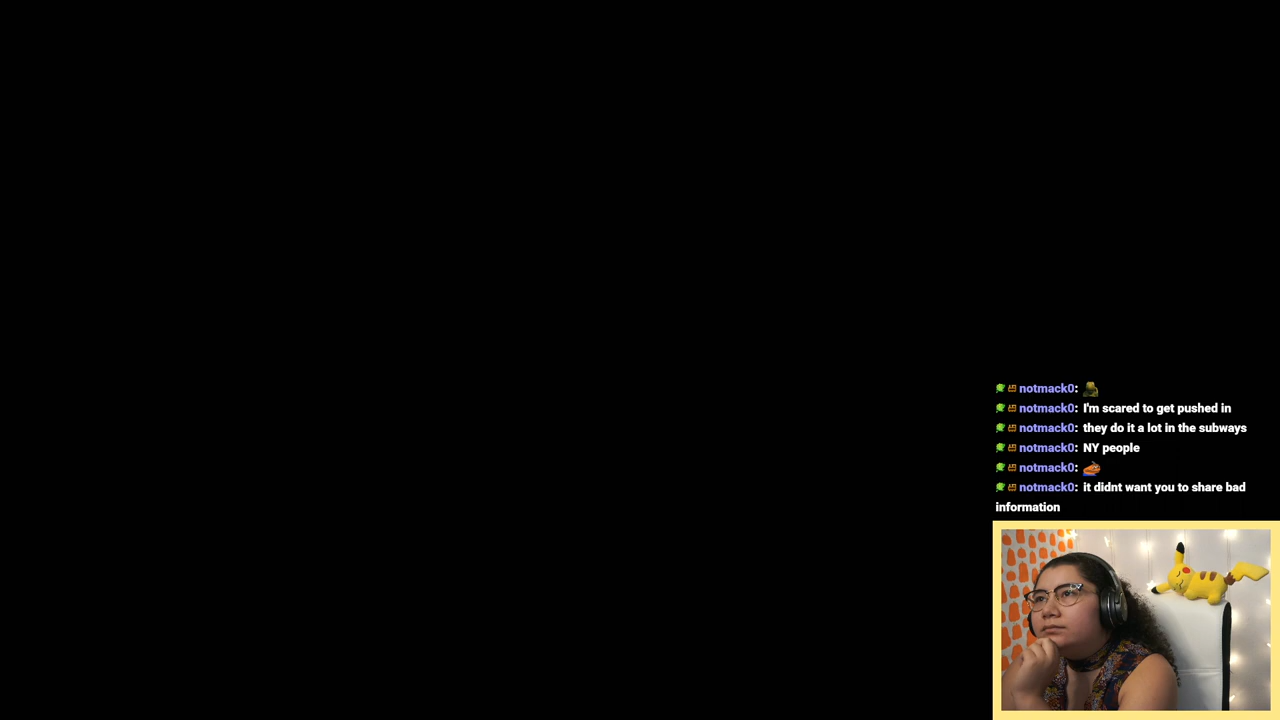 notmack0:
notmack0: I'm scared to get pushed in
notmack0: they do it a lot in the subways
notmack0: NY people
notmack0:
notmack0: it didnt want you to share bad
information